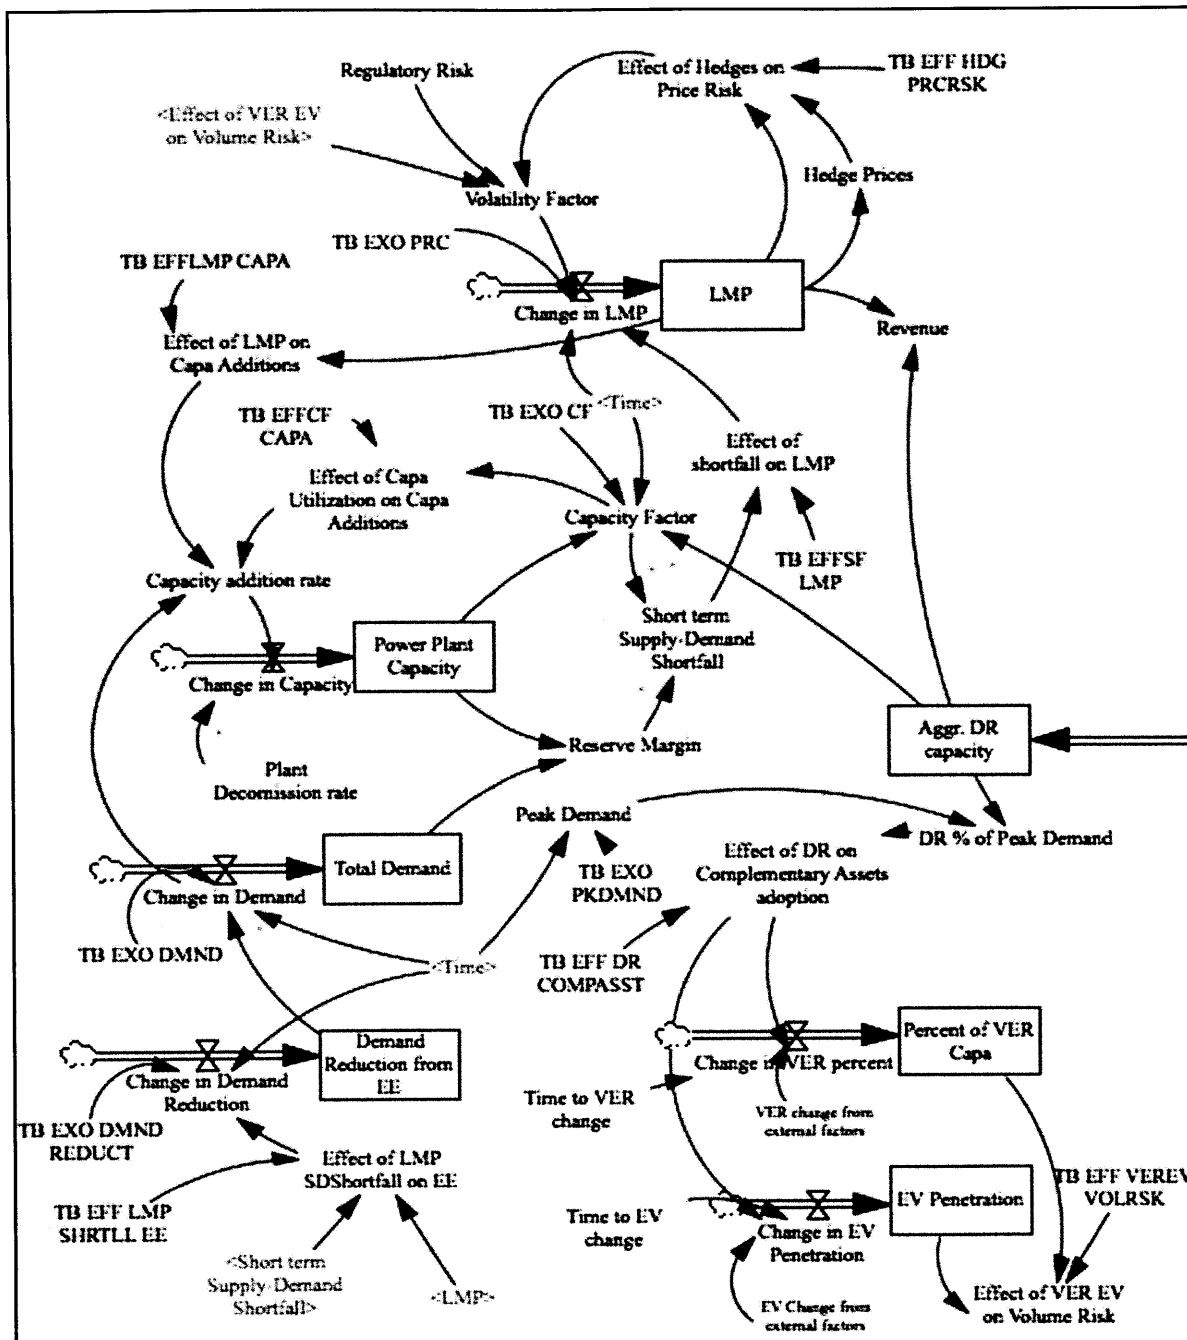 Regulatory Risk
Effect of Hedges on
Price Risk
TB EFF HDG
PRCRSK
<Effect of VER EV
on Volume Risk>
Hedge Prices
Volatility Factor
TB EXO PRC
TB EFFLMP CAPA
LMP
Change in LMP
Revenue
Effect of LMP on
Capa Additions
TB EXO CF
<Time>
TB EFFCF
CAPA
Effect of
shortfall on LMP
Effect of Capa
Utilization on Capa
Additions
Capacity Factor
TB EFFSF
LMP
Capacity addition rate
Short term
Supply-Demand
Shortfall
Power Plant
Capacity
Change in Capacity
Aggr. DR
capacity
Reserve Margin
Plant
Decomission rate
Peak Demand
DR % of Peak Demand
Effect of DR on
Complementary Assets
adoption
Total Demand
TB EXO
PKDMND
Change in Demand
TB EXO DMND
<Time>
TB EFF DR
COMPASST
Demand
Reduction from
EE
Percent of VER
Capa
Change in VER percent
Change in Demand
Reduction
Time to VER
change
VER change from
external factors
TB EXO DMND
REDUCT
Effect of LMP
SDShortfall on EE
TB EFF VEREV
VOLRSK
EV Penetration
TB EFF LMP
SHRTLL EE
Time to EV
change
Change in EV
Penetration
<Short term
Supply-Demand
Shortfall>
<LMP>
Effect of VER EV
on Volume Risk
EV Change from
external factors